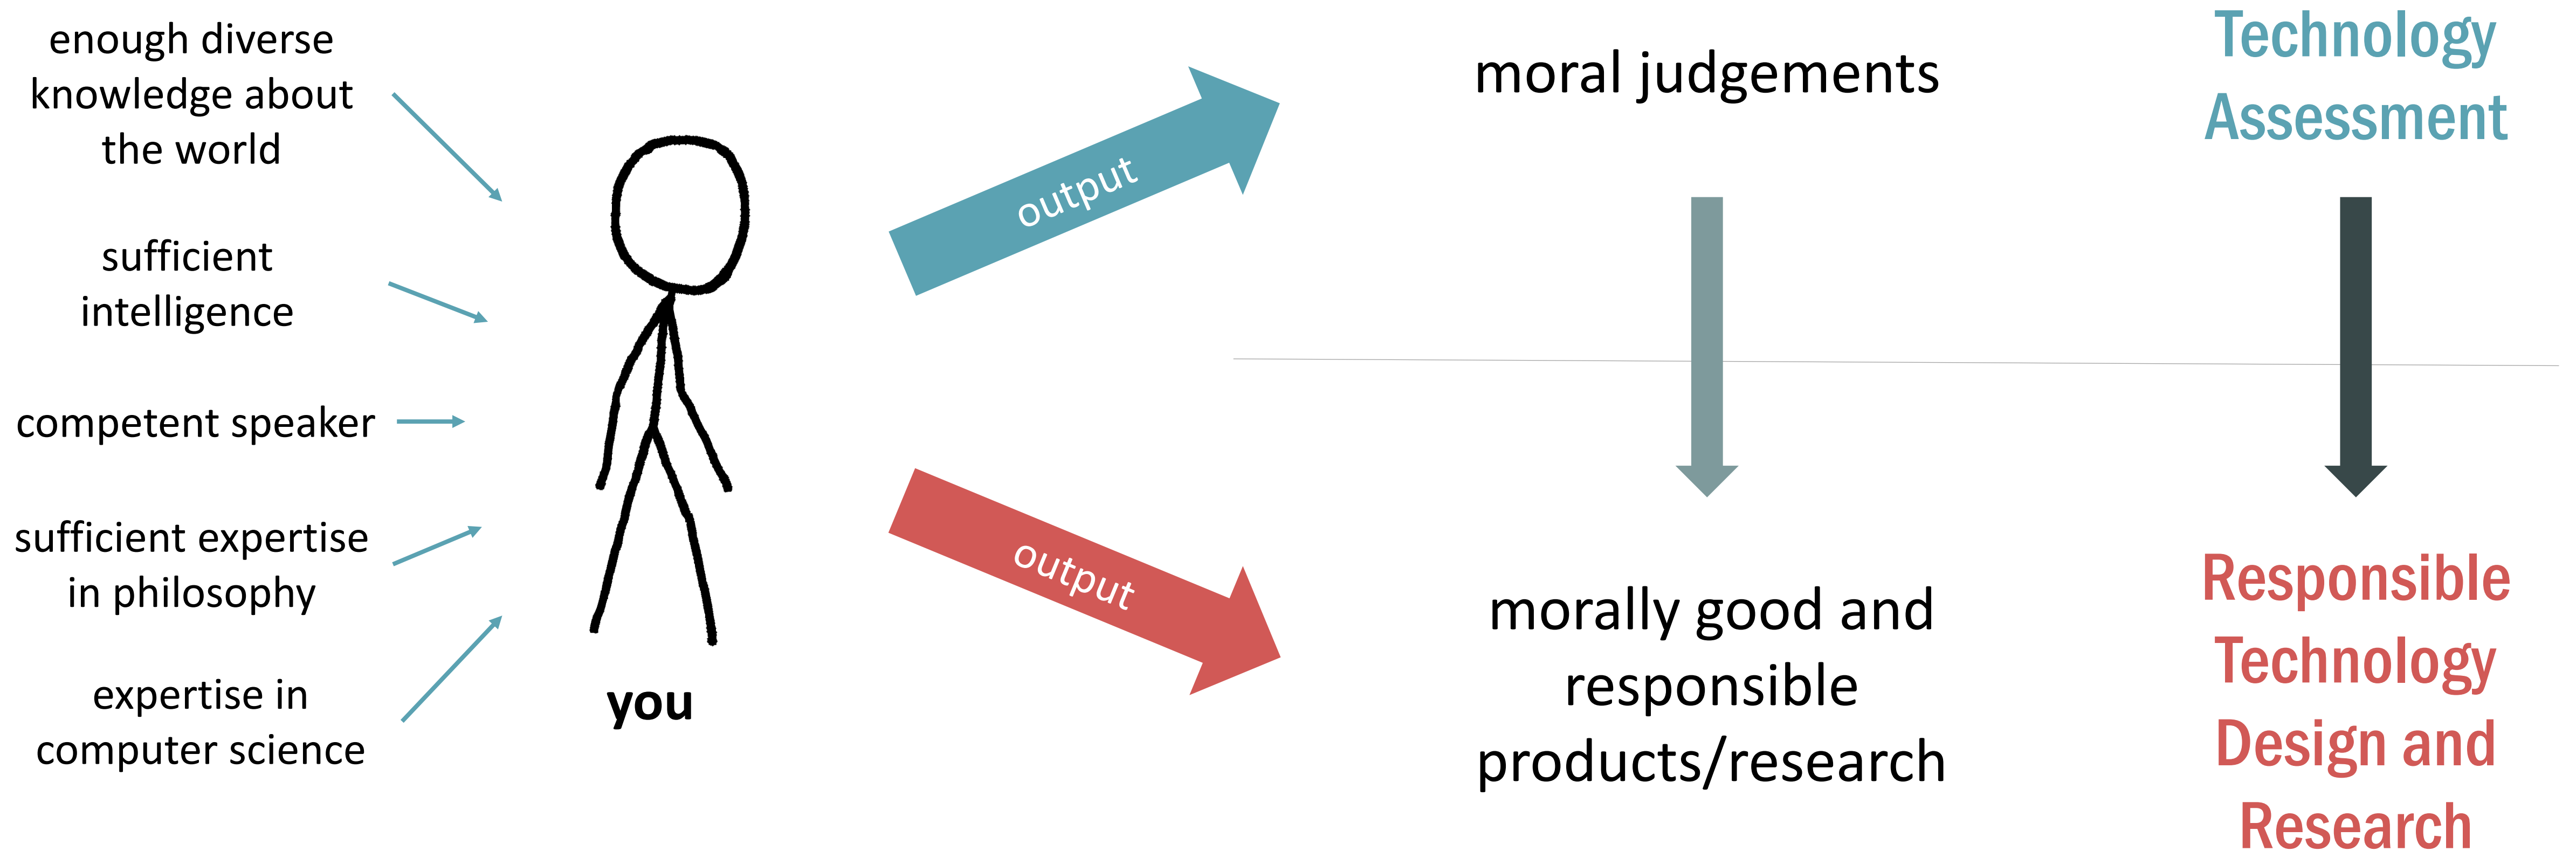 enough diverse
knowledge about
the world
sufficient
intelligence
competent speaker
sufficient expertise
in philosophy
expertise in
computer science
you
output
output
moral judgements
morally good and
responsible
products/research
Technology
Assessment
Responsible
Technology
Design and
Research